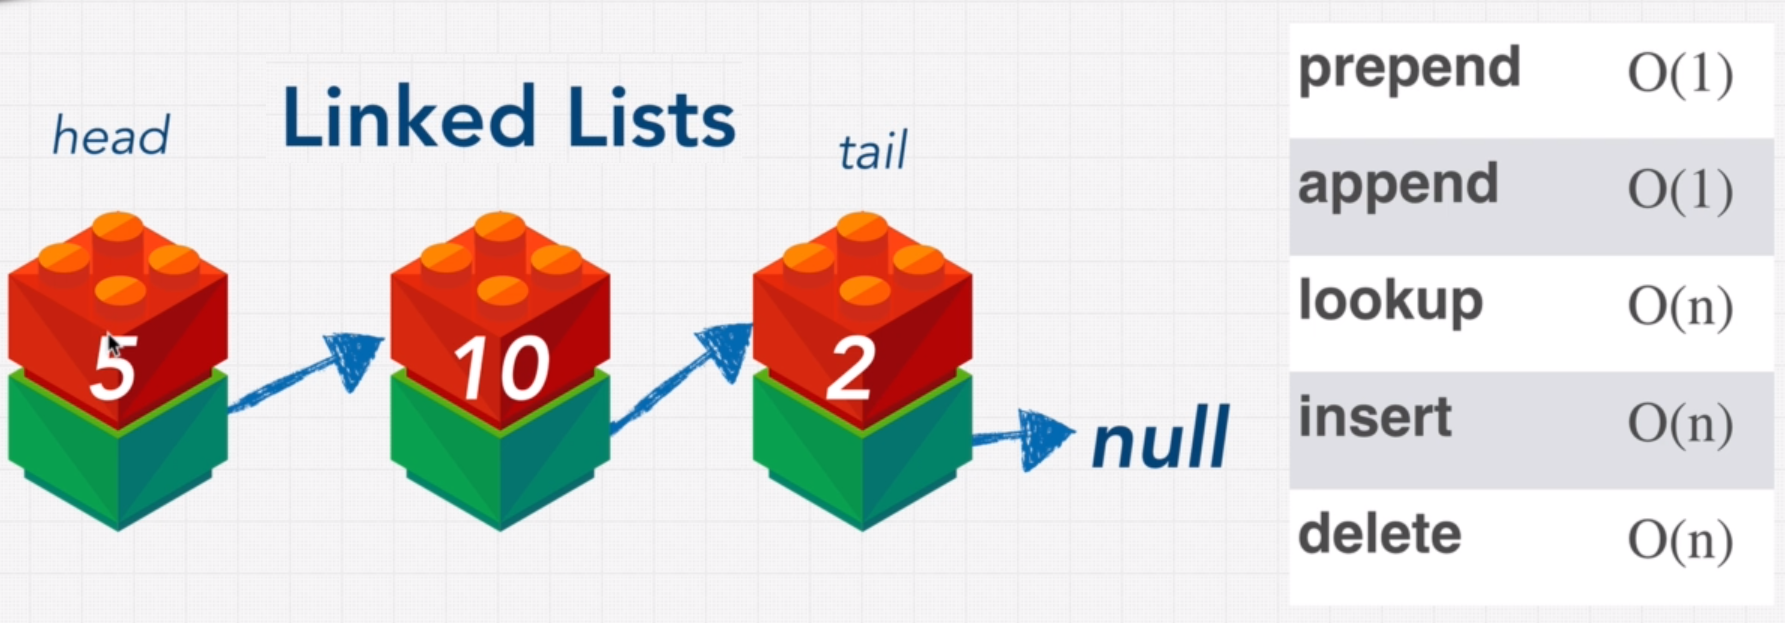 Linked Lists
head
tail
5
10
2
null
prepend O(1)
append O(1)
lookup O(n)
insert O(n)
delete O(n)